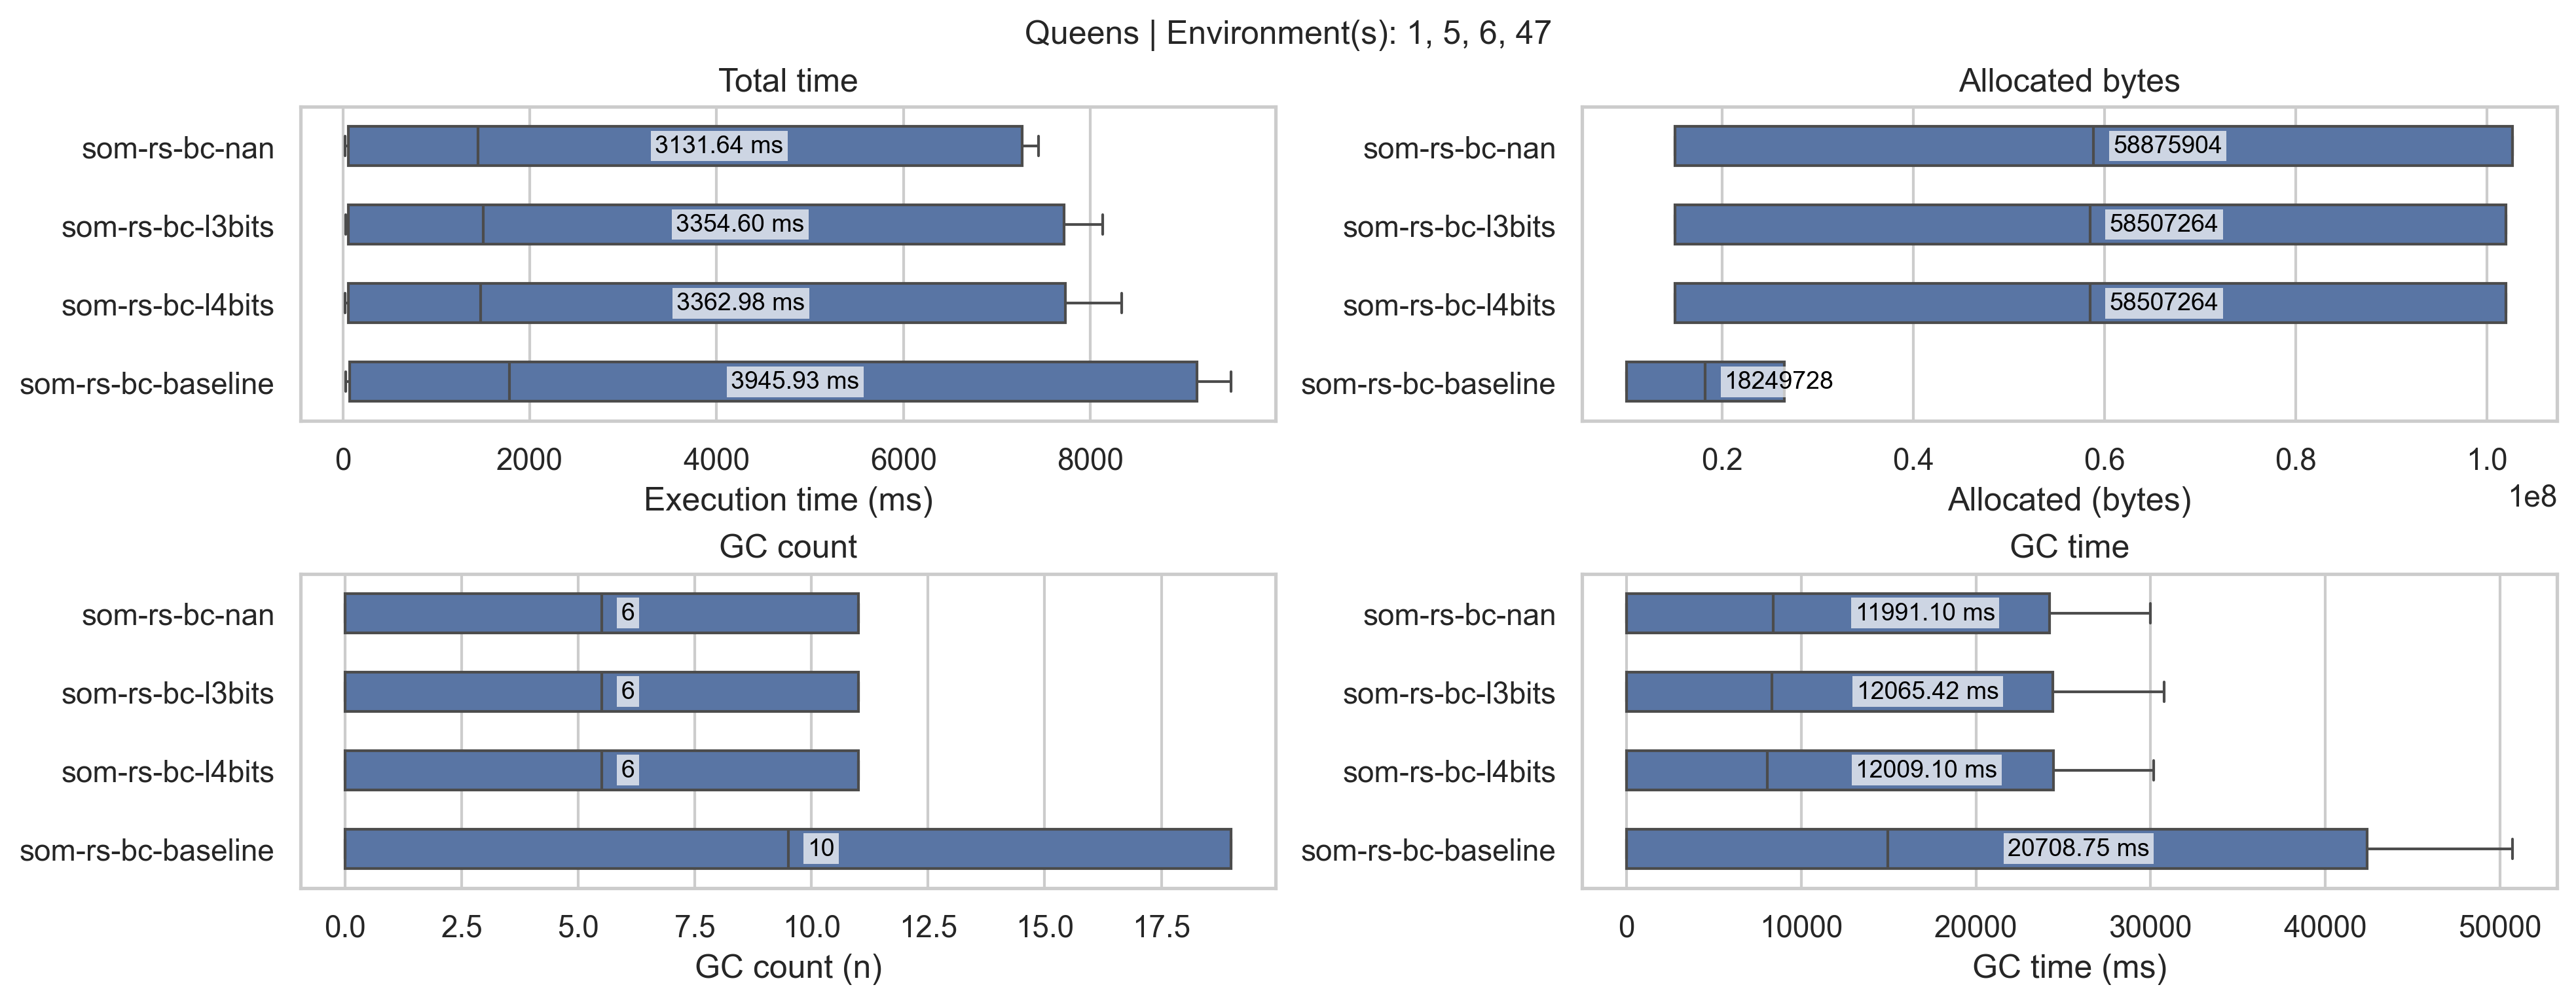 Queens | Environment(s): 1, 5, 6, 47
Total time
som-rs-bc-nan
3131.64 ms
som-rs-bc-l3bits
3354.60 ms
som-rs-bc-l4bits
3362.98 ms
som-rs-bc-baseline
3945.93 ms
0 2000 4000 6000 8000
Execution time (ms)
Allocated bytes
som-rs-bc-nan
58875904
som-rs-bc-l3bits
58507264
som-rs-bc-l4bits
58507264
som-rs-bc-baseline
18249728
0.2 0.4 0.6 0.8 1.0
1e8
Allocated (bytes)
GC count
som-rs-bc-nan
6
som-rs-bc-l3bits
6
som-rs-bc-l4bits
6
som-rs-bc-baseline
10
0.0 2.5 5.0 7.5 10.0 12.5 15.0 17.5
GC count (n)
GC time
som-rs-bc-nan
11991.10 ms
som-rs-bc-l3bits
12065.42 ms
som-rs-bc-l4bits
12009.10 ms
som-rs-bc-baseline
20708.75 ms
0 10000 20000 30000 40000 50000
GC time (ms)